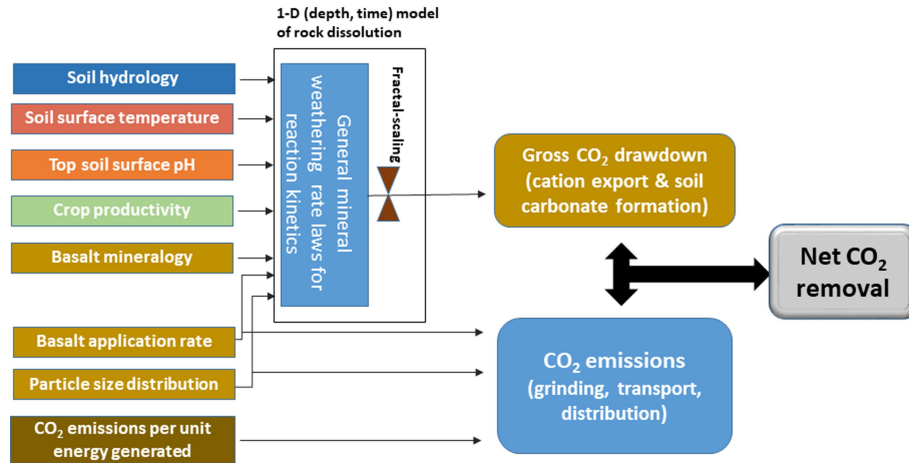 1-D (depth, time) model
of rock dissolution
Soil hydrology
Soil surface temperature
Top soil surface pH
Crop productivity
Basalt mineralogy
Basalt application rate
Particle size distribution
CO₂ emissions per unit
energy generated
General mineral
weathering rate laws for
reaction kinetics
Fractal-scaling
Gross CO₂ drawdown
(cation export & soil
carbonate formation)
CO₂ emissions
(grinding, transport,
distribution)
Net CO₂
removal